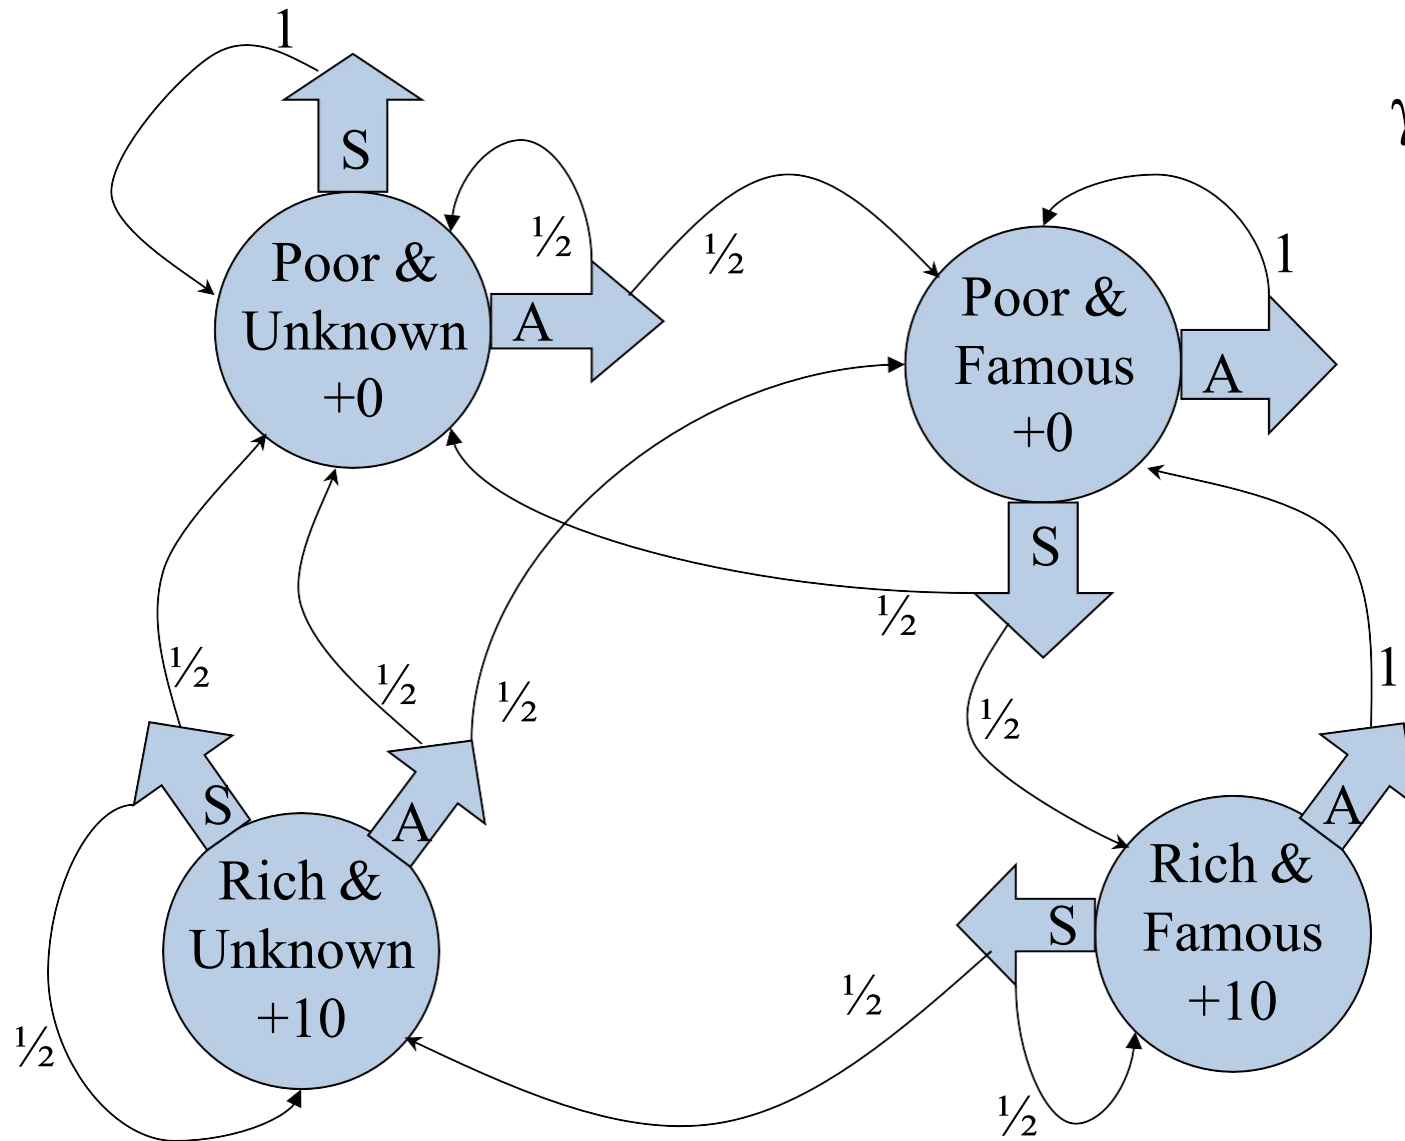 1
S
½
½
Poor &
Unknown
+0
A
γ
1
Poor &
Famous
+0
A
S
½
½
½
½
½
1
S
A
Rich &
Unknown
+10
½
S
A
Rich &
Famous
+10
½
½